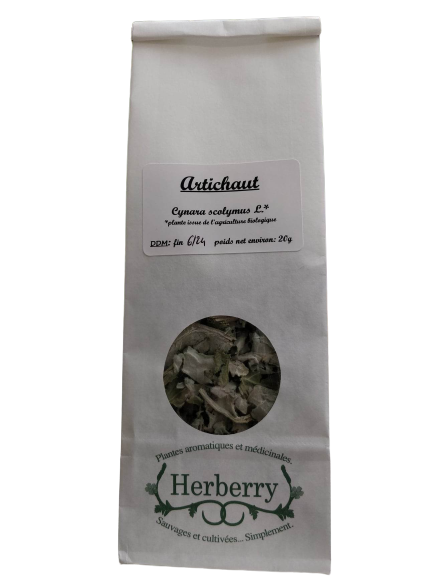 Artichaut
Cynara scolymus L.*
*plante issue de l'agriculture biologique
DDM: fin 6/24 poids net environ: 20g
Plantes aromatiques et médicinales.
Herberry
Sauvages et cultivées... Simplement.